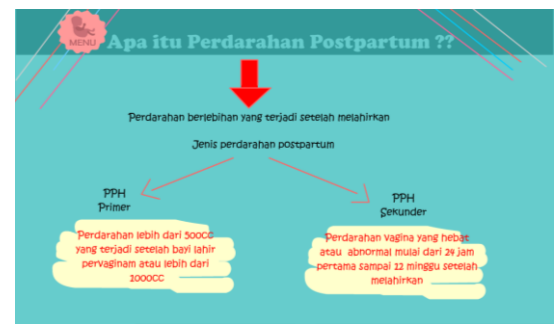 MENU
Apa itu Perdarahan Postpartum ??
Perdarahan berlebihan yang terjadi setelah melahirkan
Jenis perdarahan postpartum
PPH
Primer
Perdarahan lebih dari 500cc
yang terjadi setelah bayi lahir
pervaginam atau lebih dari
1000cc
PPH
Sekunder
Perdarahan vagina yang hebat
atau abnormal mulai dari 24 jam
pertama sampai 12 minggu setelah
melahirkan